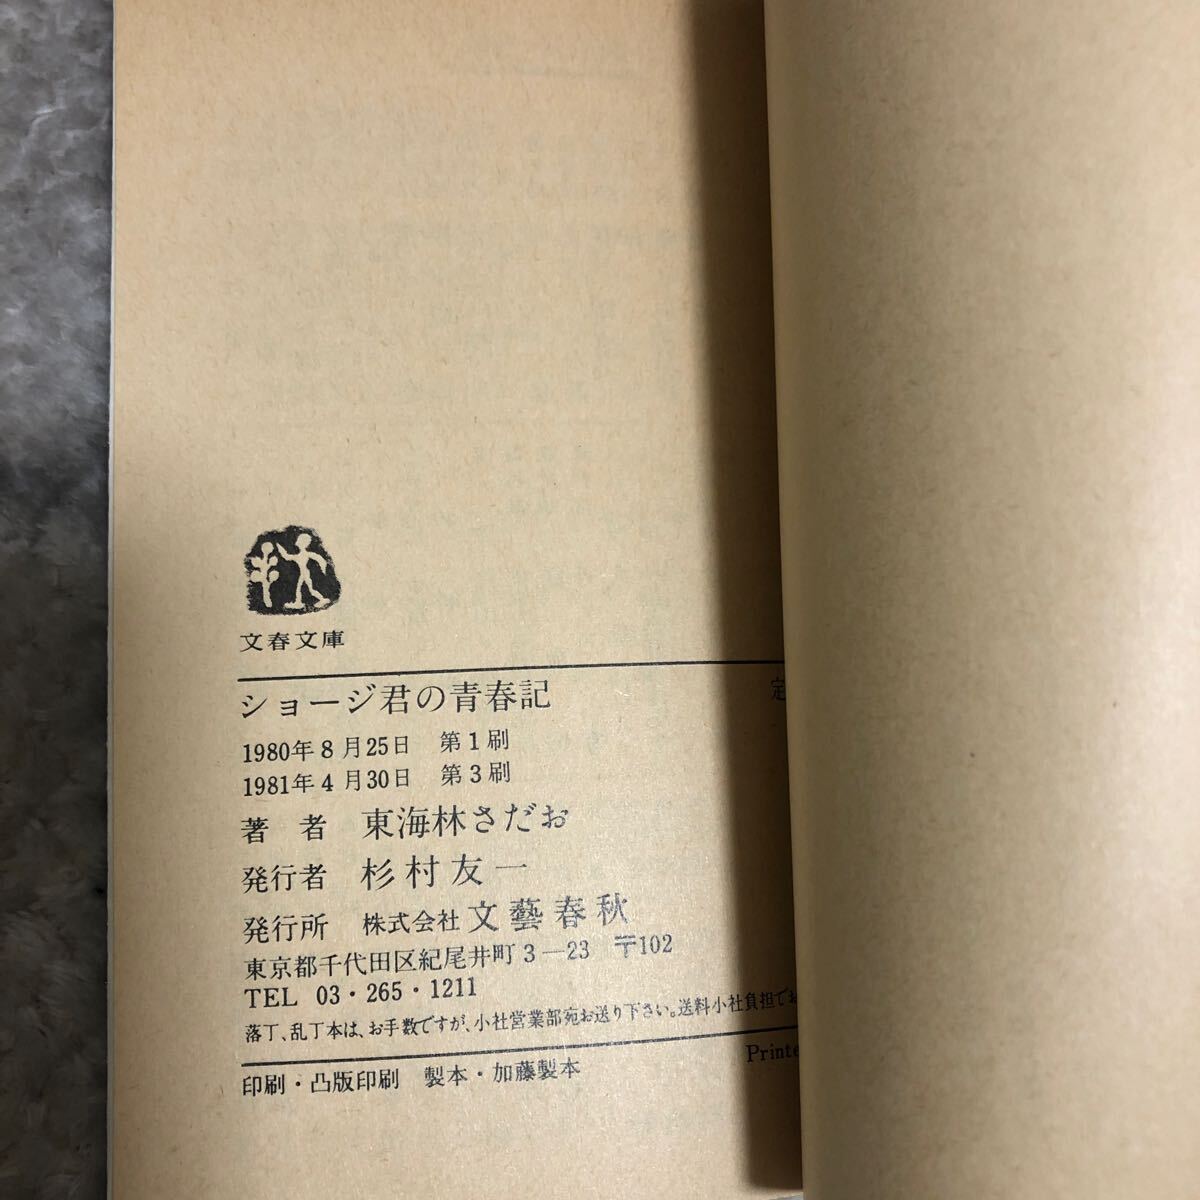 文春文庫
ショージ君の青春記 定
1980年8月25日 第1刷
1981年4月30日 第3刷
著 者 東海林さだお
発行者 杉村友一
発行所 株式会社 文藝春秋
東京都千代田区紀尾井町3―23 〒102
TEL 03・265・1211
落丁、乱丁本は、お手数ですが、小社営業部宛お送り下さい。送料小社負担でお
Printe
印刷・凸版印刷 製本・加藤製本